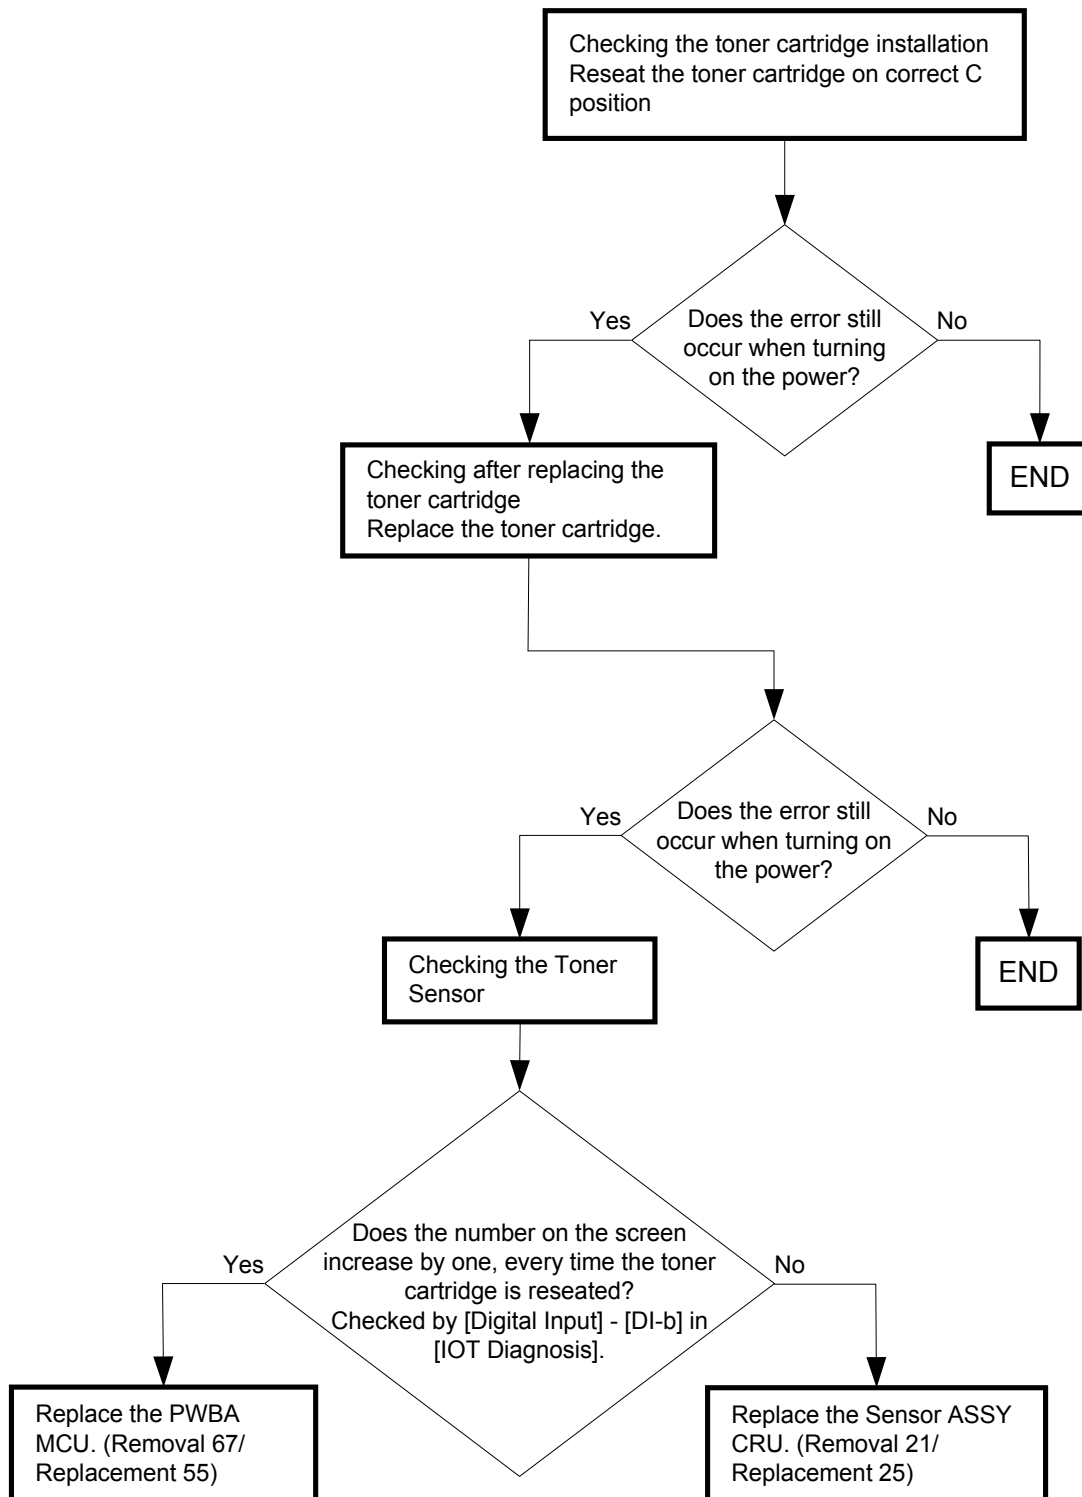 Checking the toner cartridge installation
Reseat the toner cartridge on correct C
position
Does the error still
occur when turning
on the power?
Yes
No
END
Checking after replacing the
toner cartridge
Replace the toner cartridge.
Does the error still
occur when turning on
the power?
Yes
No
END
Checking the Toner
Sensor
Does the number on the screen
increase by one, every time the toner
cartridge is reseated?
Checked by [Digital Input] - [DI-b] in
[IOT Diagnosis].
Yes
No
Replace the PWBA
MCU. (Removal 67/
Replacement 55)
Replace the Sensor ASSY
CRU. (Removal 21/
Replacement 25)